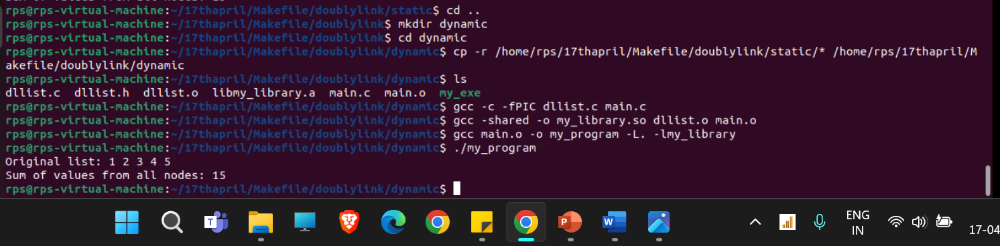 rps@rps-virtual-machine:~/17thapril/Makefile/doublylink/static$ cd ..
rps@rps-virtual-machine:~/17thapril/Makefile/doublylink$ mkdir dynamic
rps@rps-virtual-machine:~/17thapril/Makefile/doublylink$ cd dynamic
rps@rps-virtual-machine:~/17thapril/Makefile/doublylink/dynamic$ cp -r /home/rps/17thapril/Makefile/doublylink/static/* /home/rps/17thapril/M
akefile/doublylink/dynamic
rps@rps-virtual-machine:~/17thapril/Makefile/doublylink/dynamic$ ls
dllist.c  dllist.h  dllist.o  libmy_library.a  main.c  main.o  my_exe
rps@rps-virtual-machine:~/17thapril/Makefile/doublylink/dynamic$ gcc -c -fPIC dllist.c main.c
rps@rps-virtual-machine:~/17thapril/Makefile/doublylink/dynamic$ gcc -shared -o my_library.so dllist.o main.o
rps@rps-virtual-machine:~/17thapril/Makefile/doublylink/dynamic$ gcc main.o -o my_program -L. -lmy_library
rps@rps-virtual-machine:~/17thapril/Makefile/doublylink/dynamic$ ./my_program
Original list: 1 2 3 4 5
Sum of values from all nodes: 15
rps@rps-virtual-machine:~/17thapril/Makefile/doublylink/dynamic$
T
P
W
ENG
IN
17-04